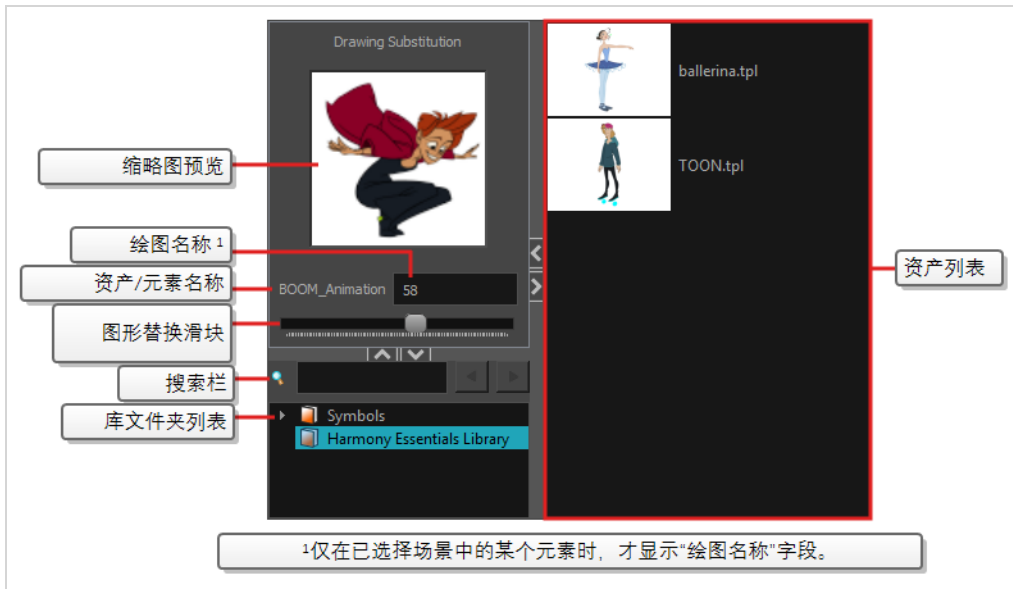 Drawing Substitution
ballerina.tpl
TOON.tpl
缩略图预览
绘图名称 1
资产/元素名称
BOOM_Animation 58
图形替换滑块
搜索栏
库文件夹列表
Symbols
Harmony Essentials Library
资产列表
1仅在已选择场景中的某个元素时，才显示“绘图名称”字段。